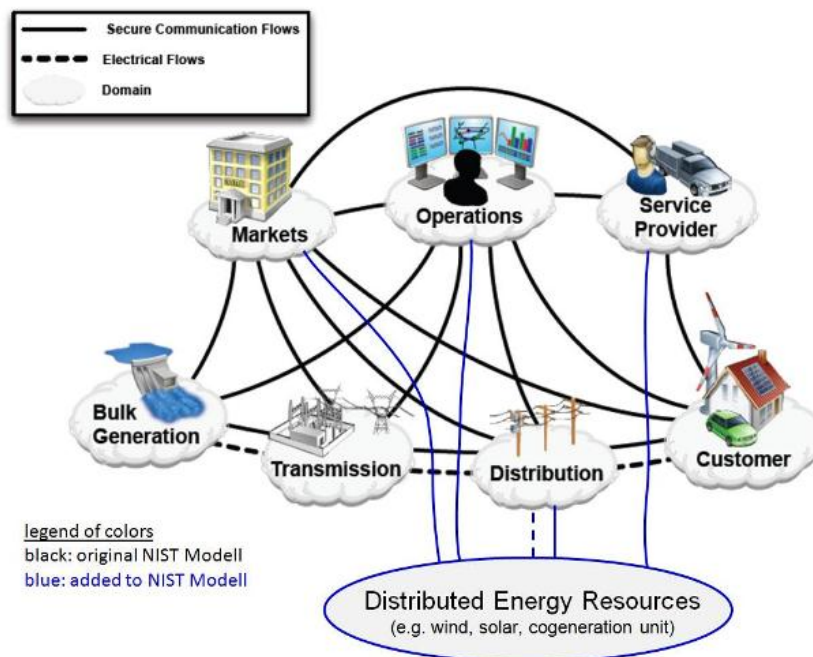 Secure Communication Flows
Electrical Flows
Domain
Markets
Operations
Service
Provider
Bulk
Generation
Transmission
Distribution
Customer
legend of colors
black: original NIST Modell
blue: added to NIST Modell
Distributed Energy Resources
(e.g. wind, solar, cogeneration unit)